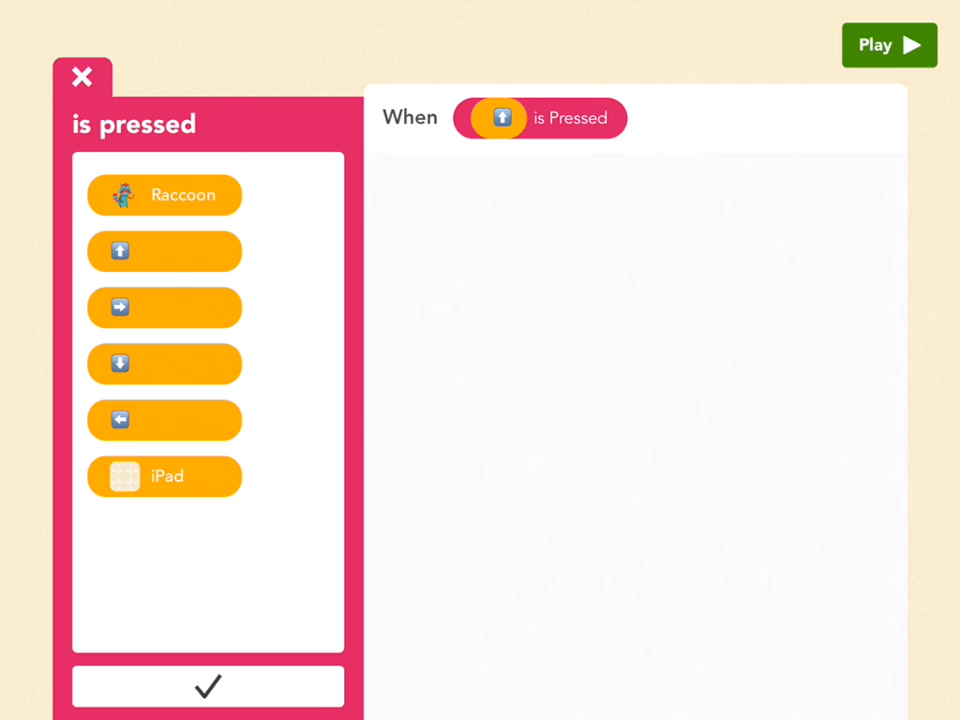 Play
is pressed
When is Pressed
Raccoon
iPad